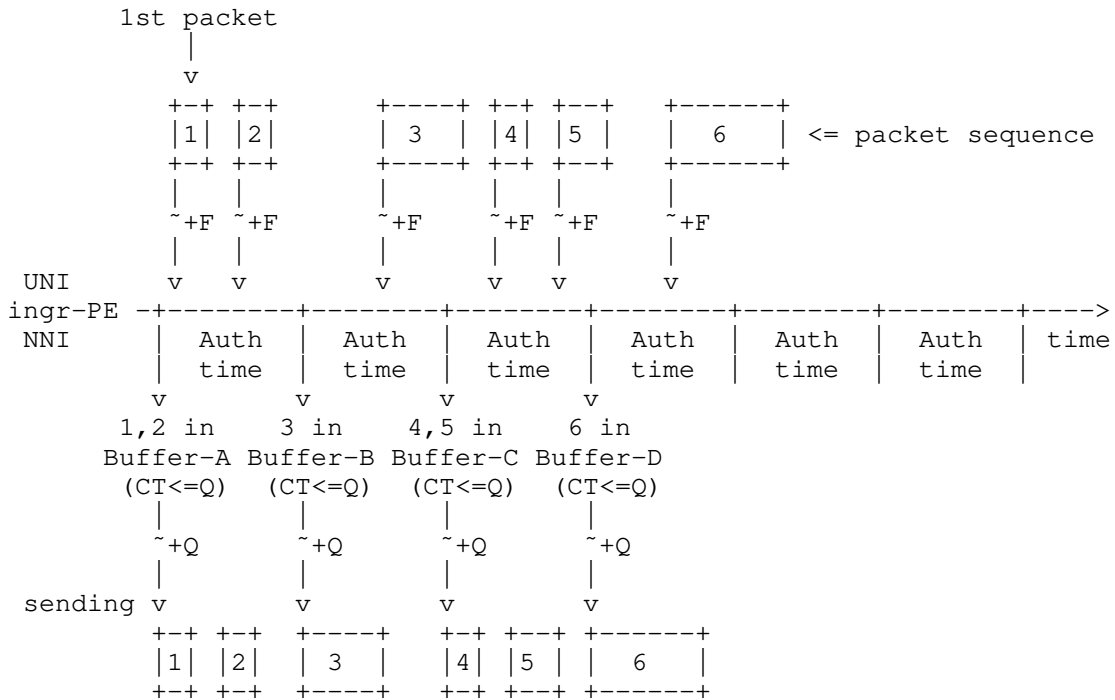 1st packet
|
v
+-+ +-+ +----+ +-+ +--+ +------+
|1| |2| | 3 | |4| |5 | | 6 | <= packet sequence
+-+ +-+ +----+ +-+ +--+ +------+
| | | | | |
~+F ~+F ~+F ~+F ~+F ~+F
| | | | | |
UNI v v v v v v
ingr-PE -+--------+--------+--------+--------+--------+--------+---->
NNI | Auth | Auth | Auth | Auth | Auth | Auth | time
| time | time | time | time | time | time |
v v v v
1,2 in 3 in 4,5 in 6 in
Buffer-A Buffer-B Buffer-C Buffer-D
(CT<=Q) (CT<=Q) (CT<=Q) (CT<=Q)
| | | |
~+Q ~+Q ~+Q ~+Q
| | | |
sending v v v v
+-+ +-+ +----+ +-+ +--+ +------+
|1| |2| | 3 | |4| |5 | | 6 |
+-+ +-+ +----+ +-+ +--+ +------+